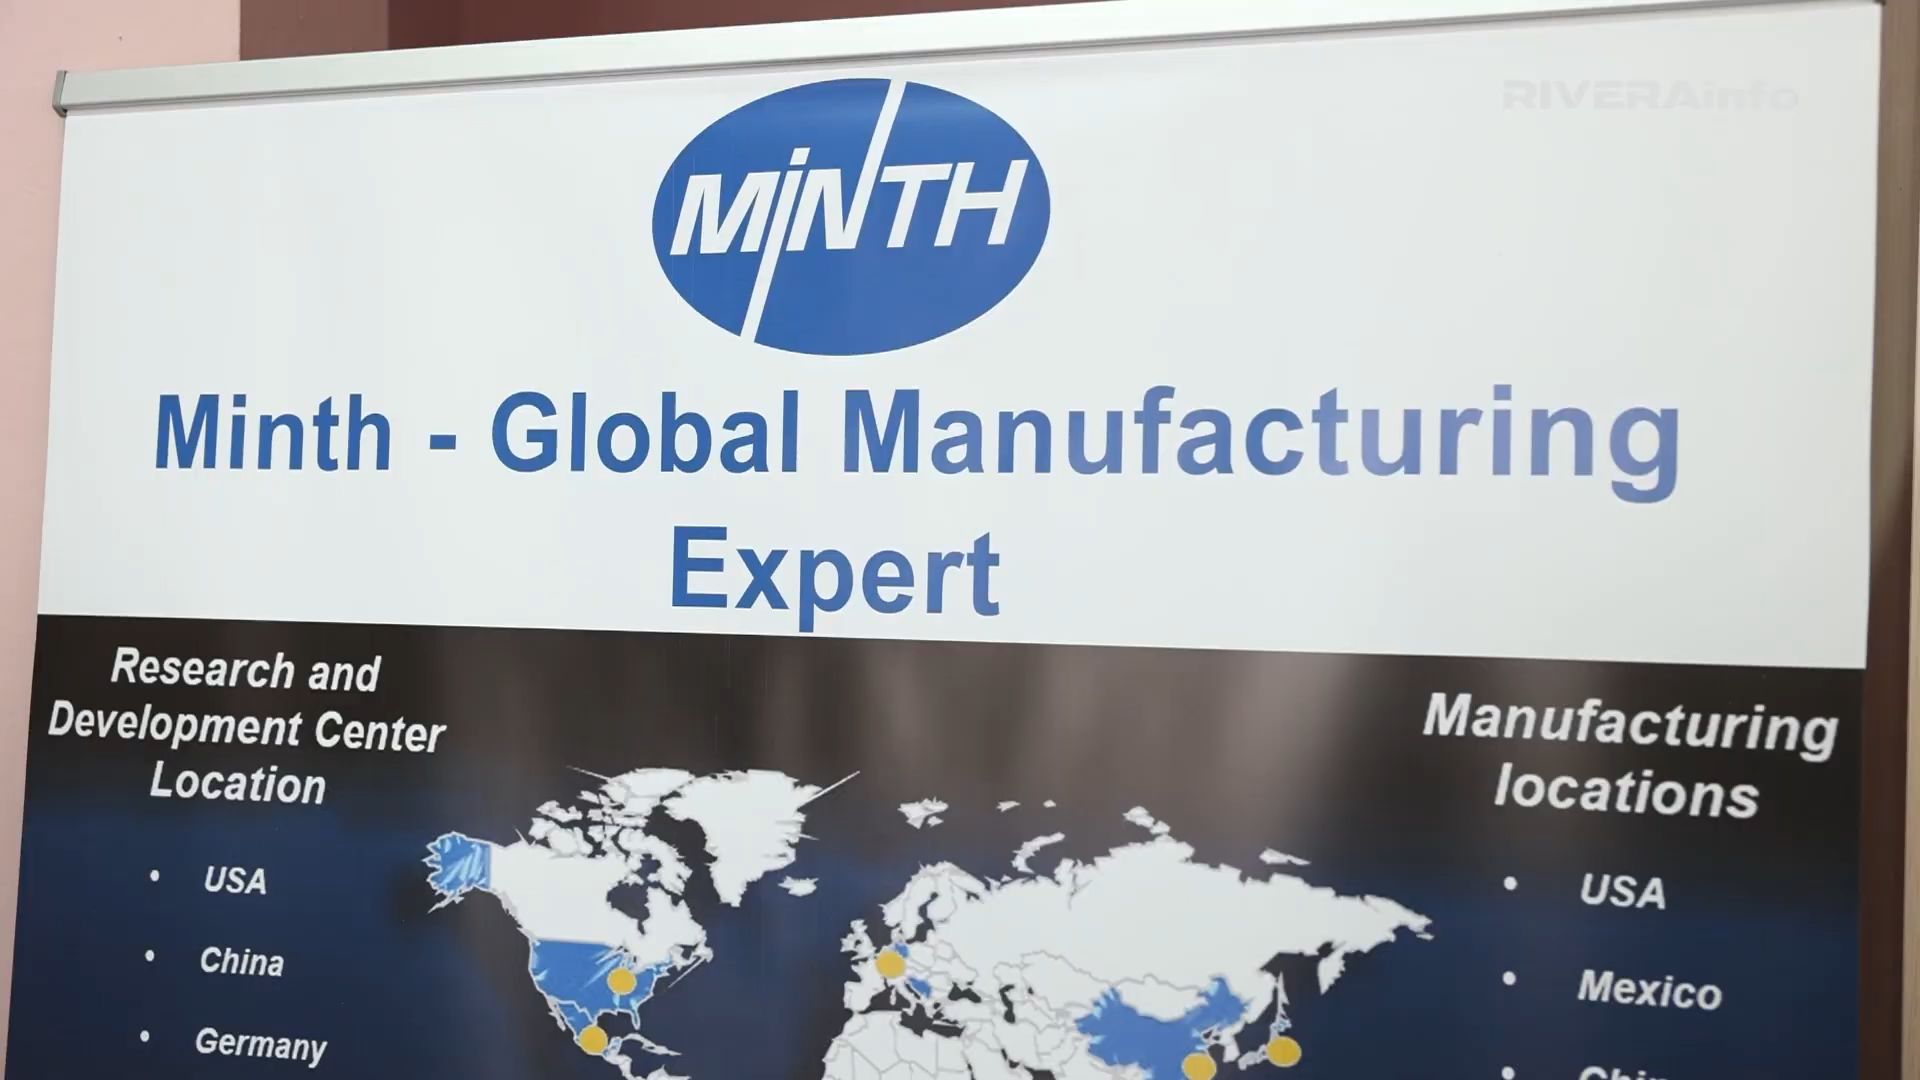 RIVERAinfo
MiNTH
Minth - Global Manufacturing
Expert
Research and
Development Center
Location
• USA
• China
• Germany
Manufacturing
locations
• USA
• Mexico